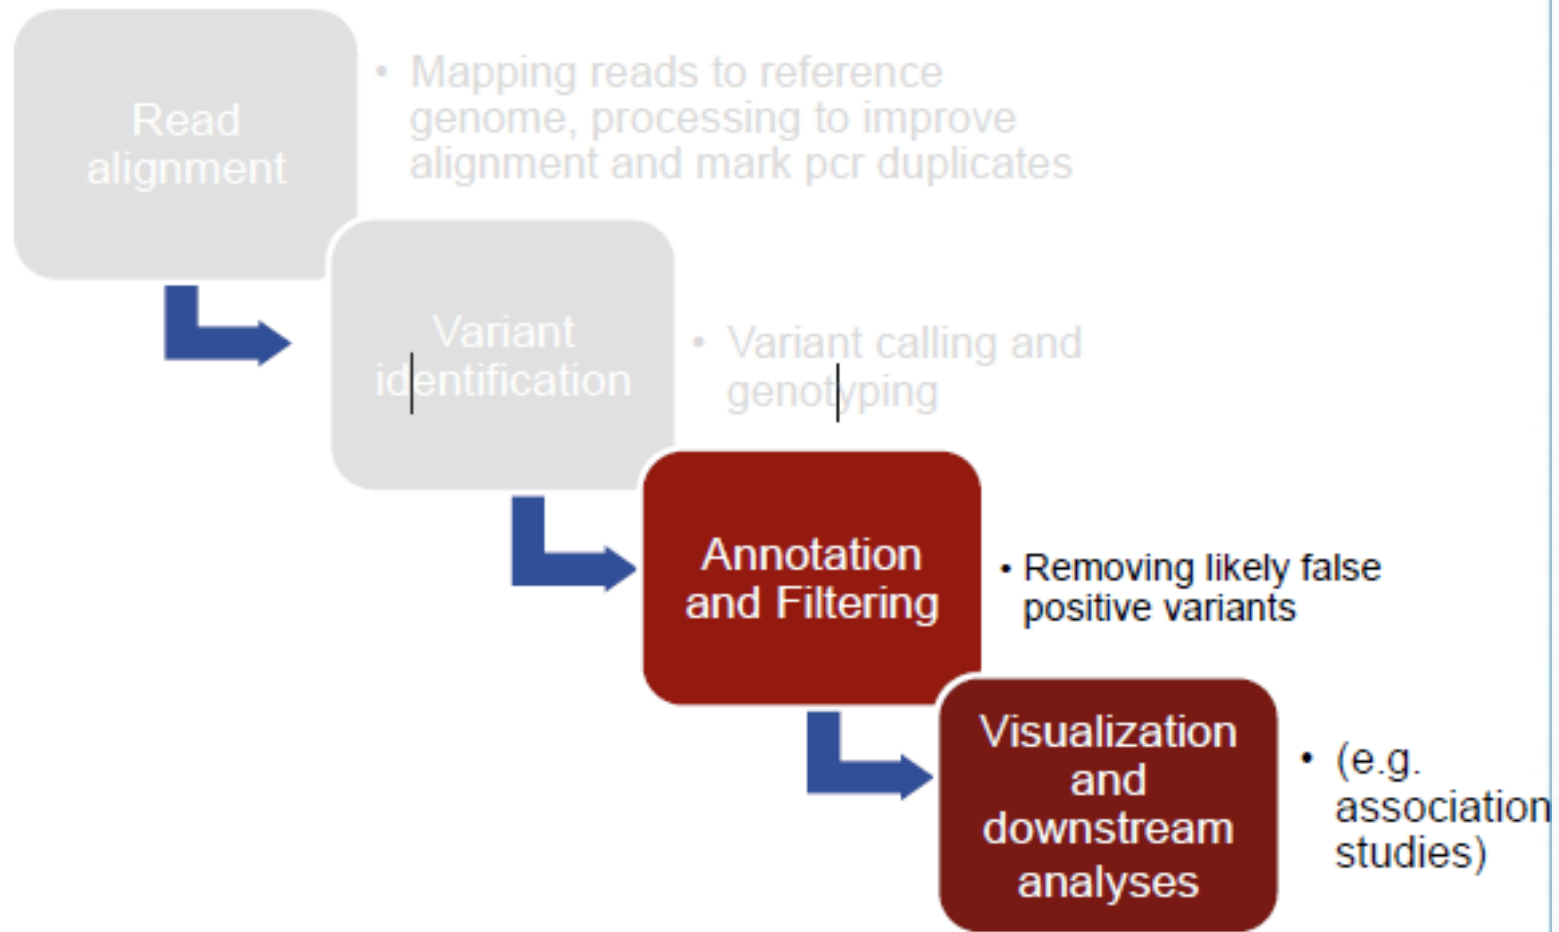 Read
alignment
• Mapping reads to reference
genome, processing to improve
alignment and mark pcr duplicates
Variant
identification
• Variant calling and
genotyping
Annotation
and Filtering
• Removing likely false
positive variants
Visualization
and
downstream
analyses
• (e.g.
association
studies)